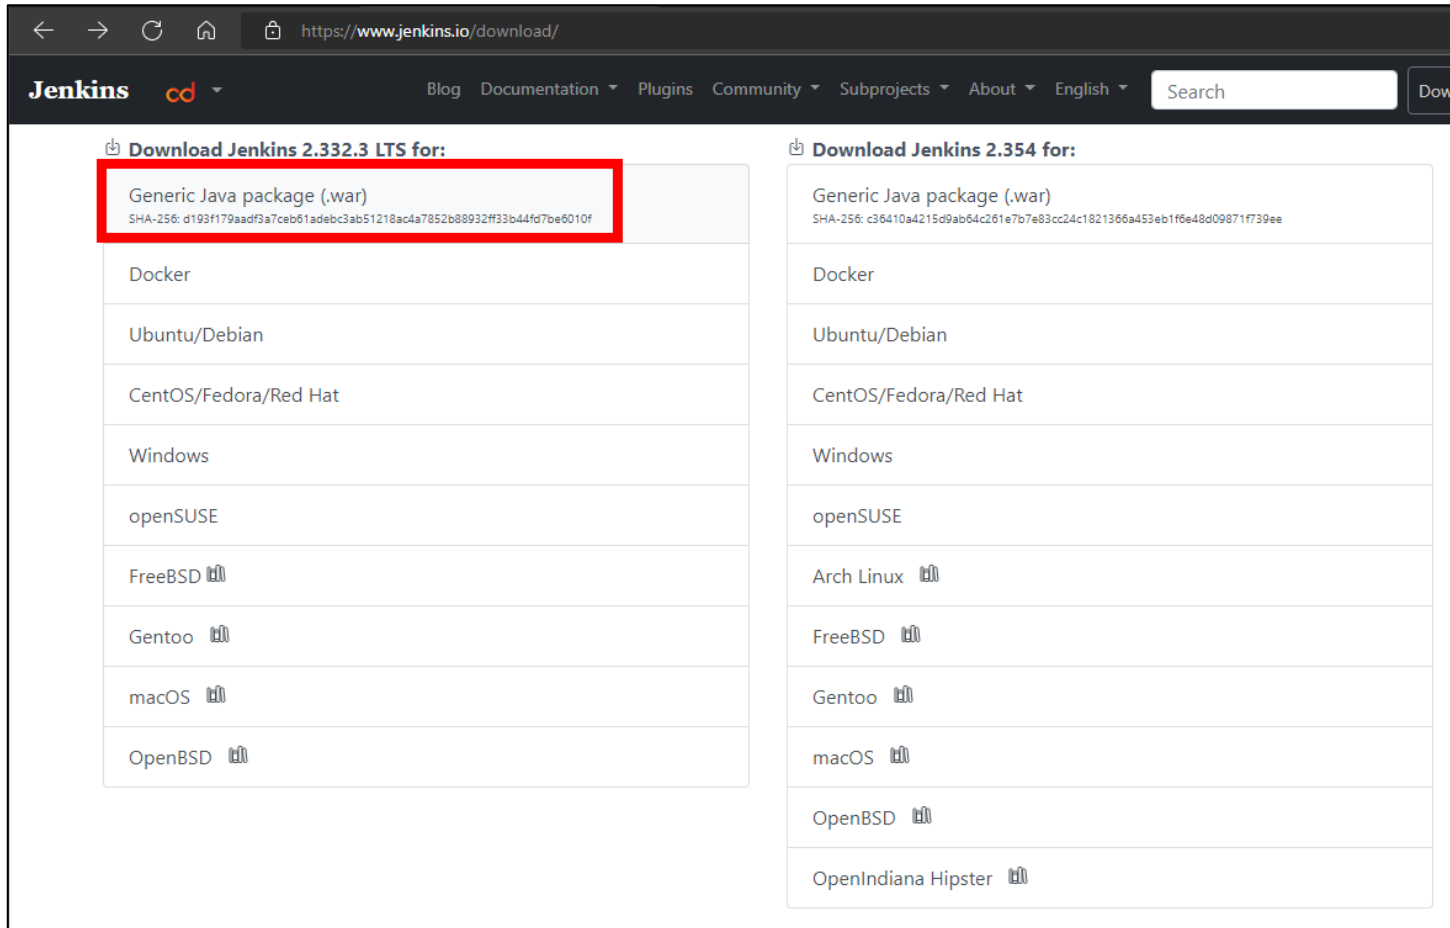 https://www.jenkins.io/download/
Jenkins cd Blog Documentation Plugins Community Subprojects About English Search Dow
Download Jenkins 2.332.3 LTS for:
Generic Java package (.war)
SHA-256: d193f179aadf3a7ceb61adebc3ab51218ac4a7852b88932ff33b44fd7be6010f
Docker
Ubuntu/Debian
CentOS/Fedora/Red Hat
Windows
openSUSE
FreeBSD
Gentoo
macOS
OpenBSD
Download Jenkins 2.354 for:
Generic Java package (.war)
SHA-256: c36410a4215d9ab64c261e7b7e83cc24c1821366a453eb1f6e48d09871f739ee
Docker
Ubuntu/Debian
CentOS/Fedora/Red Hat
Windows
openSUSE
Arch Linux
FreeBSD
Gentoo
macOS
OpenBSD
OpenIndiana Hipster